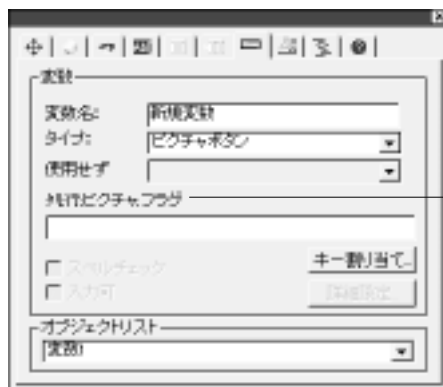 変数
変数名: 新規変数
タイプ: ピクチャボタン
使用せず
外部ピクチャフラグ
スペルチェック
入力可
キー割り当て...
詳細設定...
オブジェクトリスト
変数1